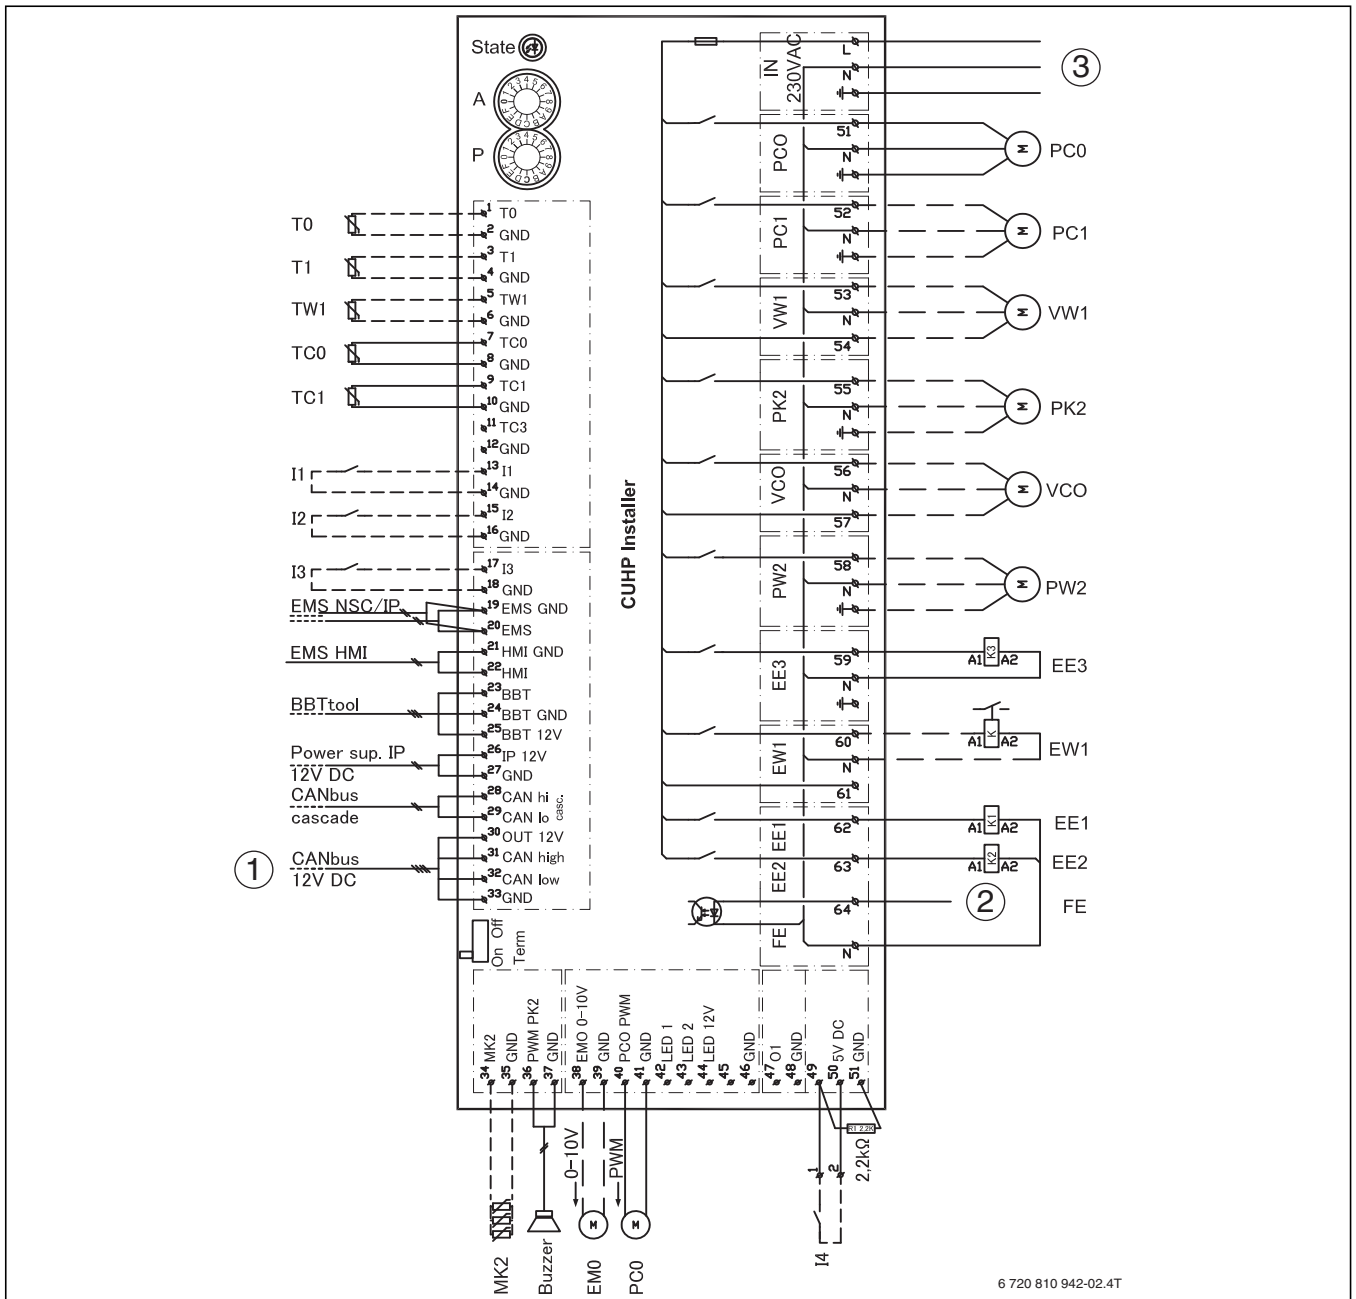 State
A
P
T0
T1
TW1
TC0
TC1
I1
I2
I3
EMS NSC/IP
EMS HMI
BBTtool
Power sup. IP
12V DC
CANbus
cascade
1
CANbus
12V DC
1 T0
2 GND
3 T1
4 GND
5 TW1
6 GND
7 TC0
8 GND
9 TC1
10 GND
11 TC3
12 GND
13 I1
14 GND
15 I2
16 GND
17 I3
18 GND
19 EMS GND
20 EMS
21 HMI GND
22 HMI
23 BBT
24 BBT GND
25 BBT 12V
26 IP 12V
27 GND
28 CAN hi
29 CAN lo
casc.
30 OUT 12V
31 CAN high
32 CAN low
33 GND
On Off
Term
CUHP Installer
IN
230VAC
L
N
3
PCO
51
N
M
PC0
PC1
52
N
M
PC1
VW1
53
N
54
M
VW1
PK2
55
N
M
PK2
VCO
56
N
57
M
VCO
PW2
58
N
M
PW2
EE3
59
N
A1 K3 A2
EE3
EW1
60
N
61
A1 K A2
EW1
EE1
62
A1 K1 A2
EE1
EE2
63
A1 K2 A2
EE2
FE
64
2
FE
N
34 MK2
35 GND
36 PWM PK2
37 GND
38 EMO 0-10V
39 GND
40 PCO PWM
41 GND
42 LED 1
43 LED 2
44 LED 12V
45
46 GND
47 O1
48 GND
49
50 5V DC
51 GND
R1 2,2K
2,2kΩ
1
2
0-10V
PWM
M
M
MK2
Buzzer
EM0
PC0
I4
6 720 810 942-02.4T